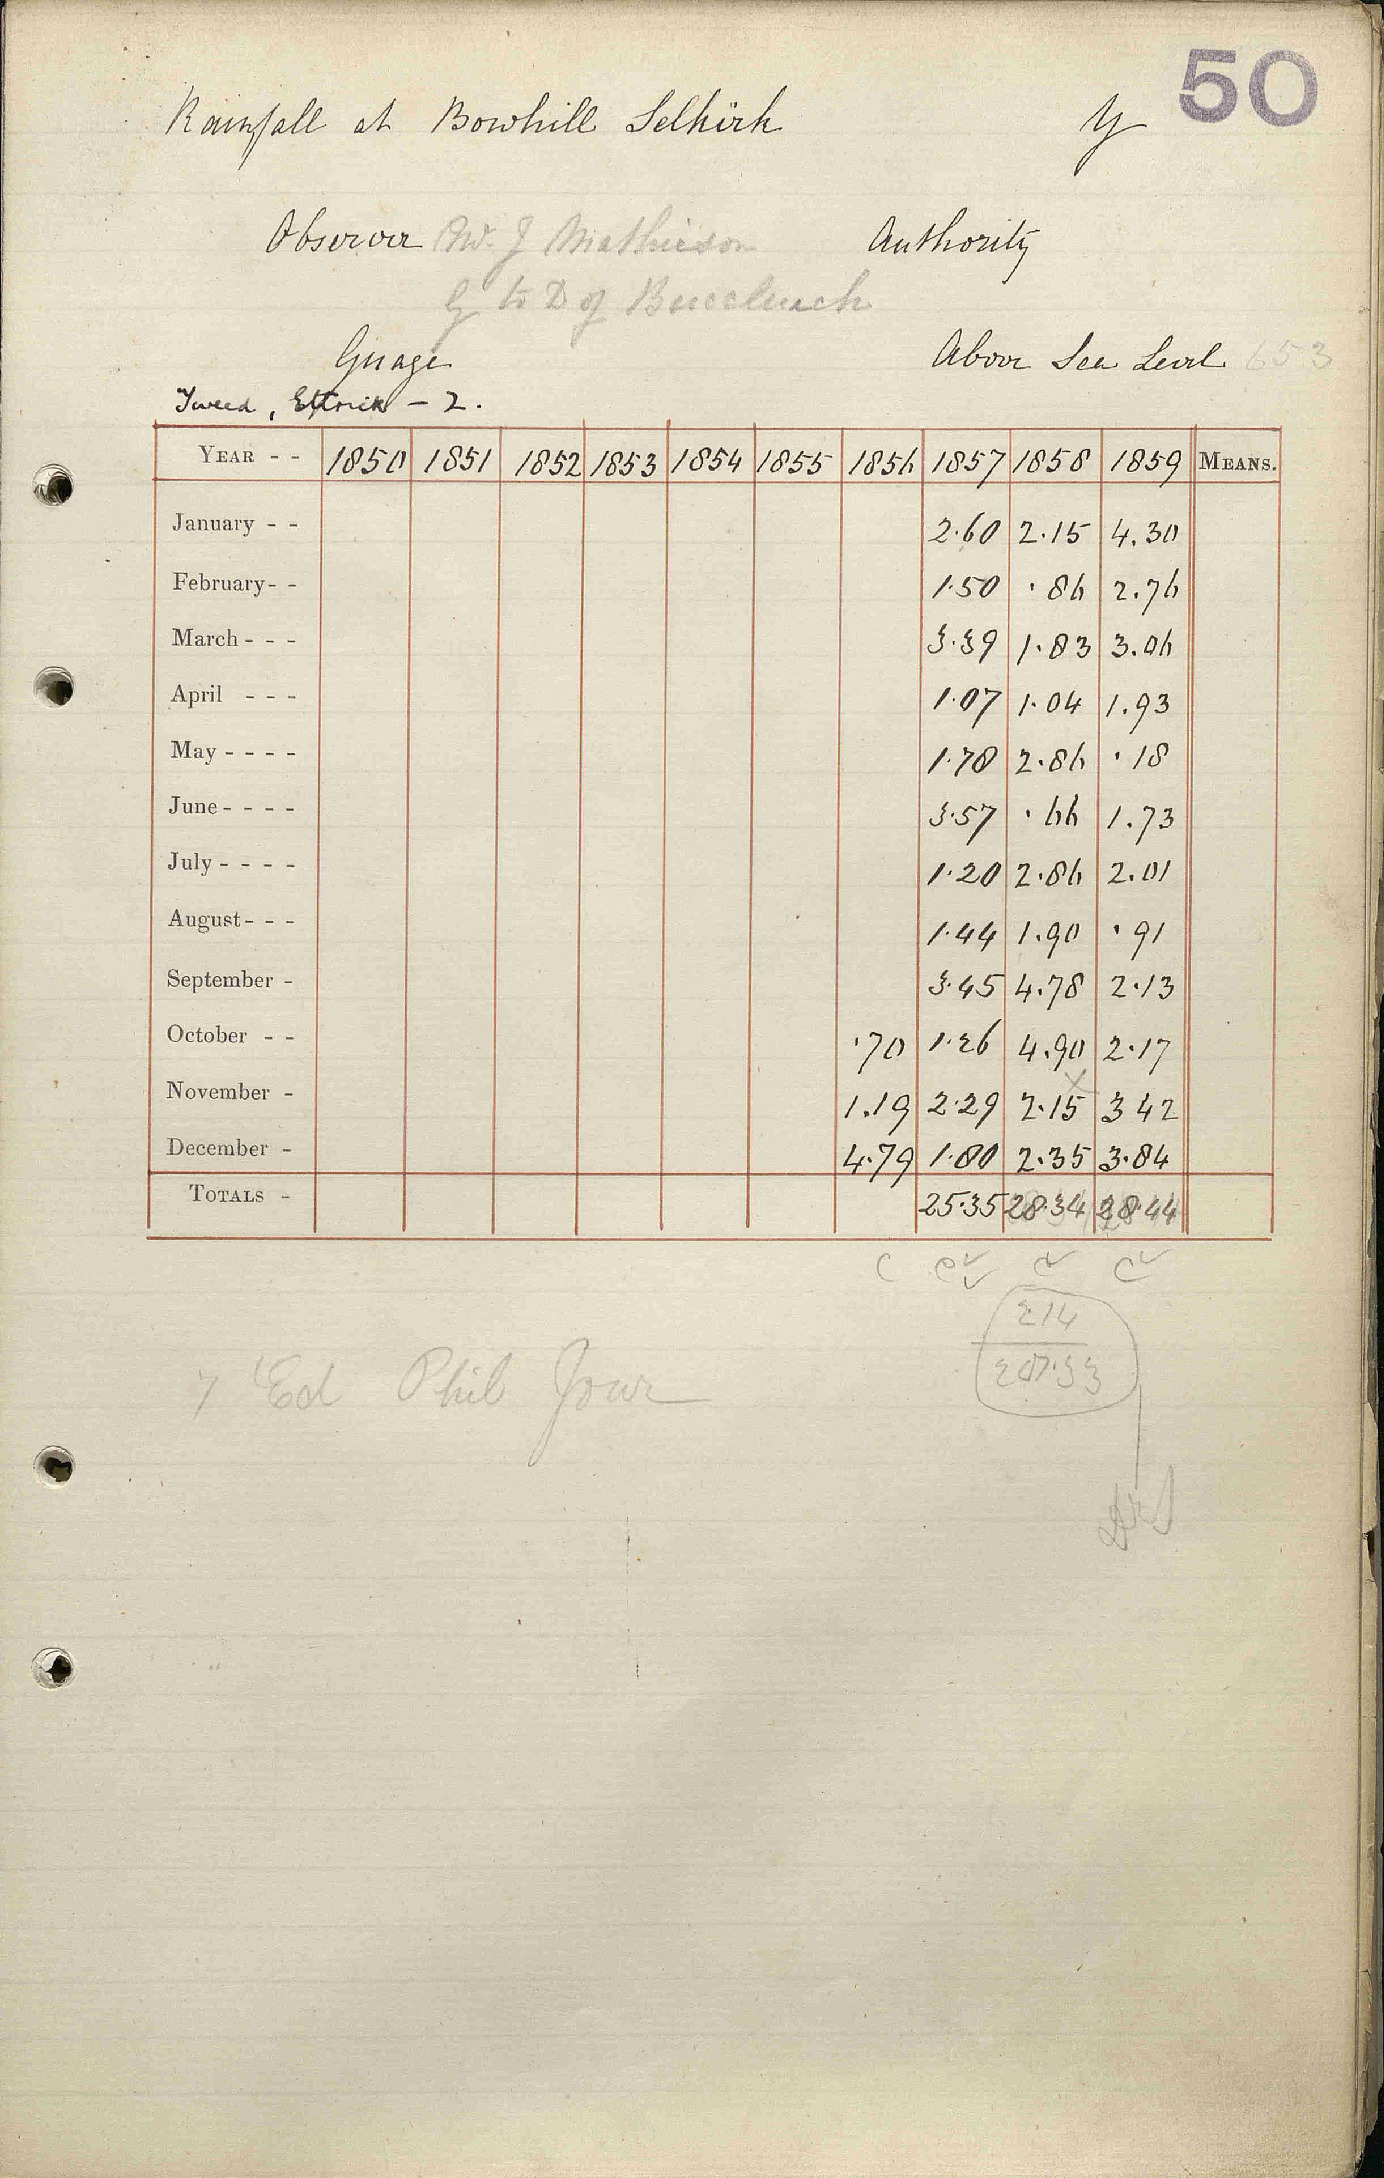 50
Rainfall at Bowhill Selkirk y
Observer Mr. J Mathieson Authority
G to D of Buccleuch
Guage Above Sea Level 653
Tweed, Ettrick - 2.
YEAR - - 1850 1851 1852 1853 1854 1855 1856 1857 1858 1859 MEANS.
January - - 2.60 2.15 4.30
February - - 1.50 .86 2.76
March - - - 3.39 1.83 3.06
April - - - 1.07 1.04 1.93
May - - - - 1.78 2.86 .18
June - - - - 3.57 .66 1.73
July - - - - 1.20 2.86 2.01
August - - - 1.44 1.90 .91
September - 3.45 4.78 2.13
October - - .70 1.26 4.90 2.17
November - 1.19 2.29 2.15 x 3 42
December - 4.79 1.80 2.35 3.84
TOTALS - 25.35 28.34 28.44
c c c c
214
207.33
Ed Phil Jour